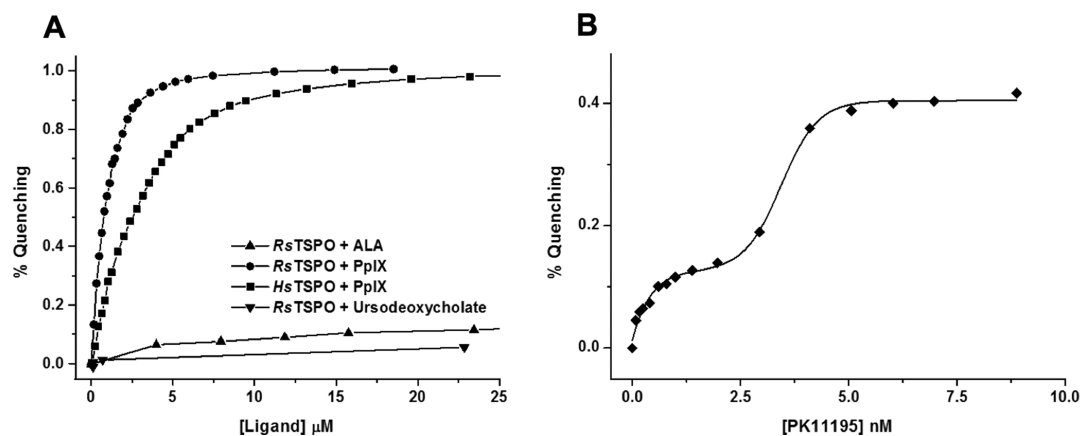 A
% Quenching
1.0
0.8
0.6
0.4
0.2
0.0
RsTSPO + ALA
RsTSPO + PpIX
HsTSPO + PpIX
RsTSPO + Ursodeoxycholate
0
5
10
15
20
25
[Ligand] μM
B
% Quenching
0.4
0.2
0.0
0.0
2.5
5.0
7.5
10.0
[PK11195] nM